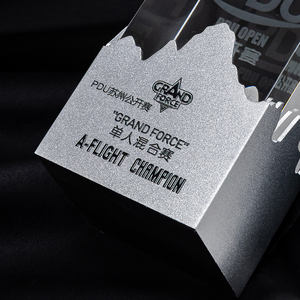 GRAND
FORCE
PDU苏州公开赛
"GRAND FORCE"
单人混合赛
A-FLIGHT CHAMPION
PDU OPEN